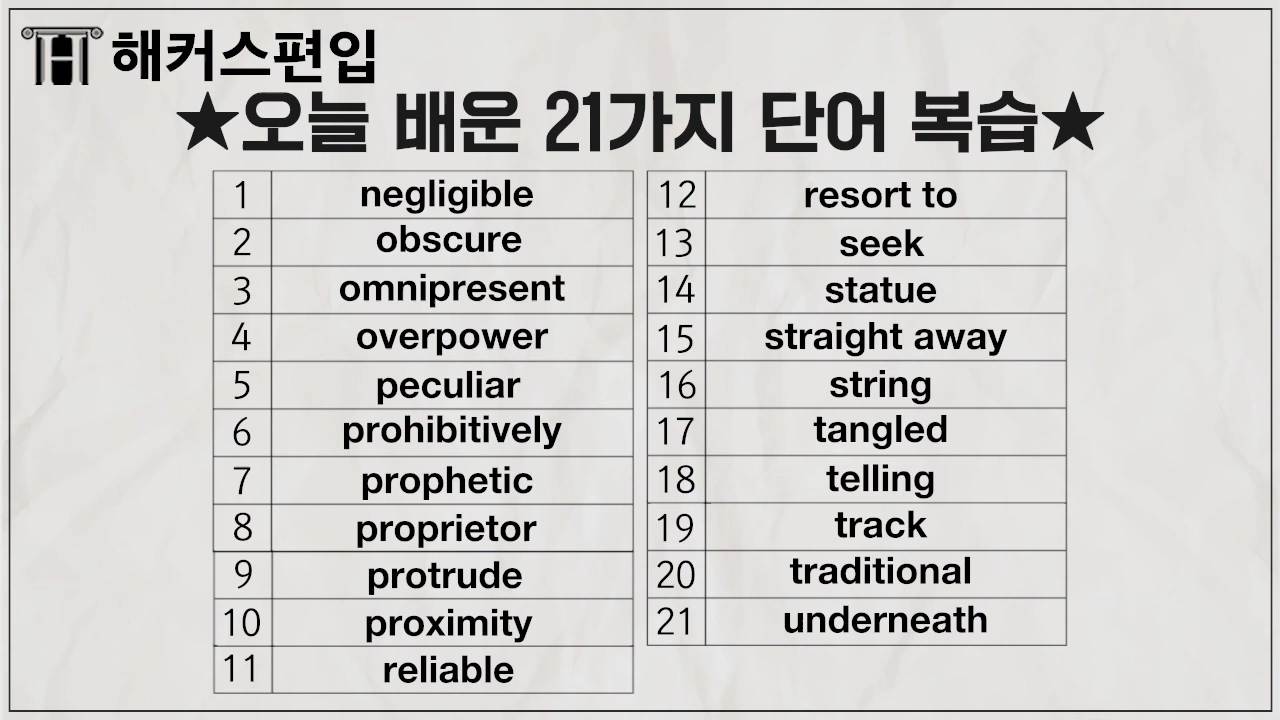 해커스편입
★오늘 배운 21가지 단어 복습★
1 negligible
2 obscure
3 omnipresent
4 overpower
5 peculiar
6 prohibitively
7 prophetic
8 proprietor
9 protrude
10 proximity
11 reliable
12 resort to
13 seek
14 statue
15 straight away
16 string
17 tangled
18 telling
19 track
20 traditional
21 underneath